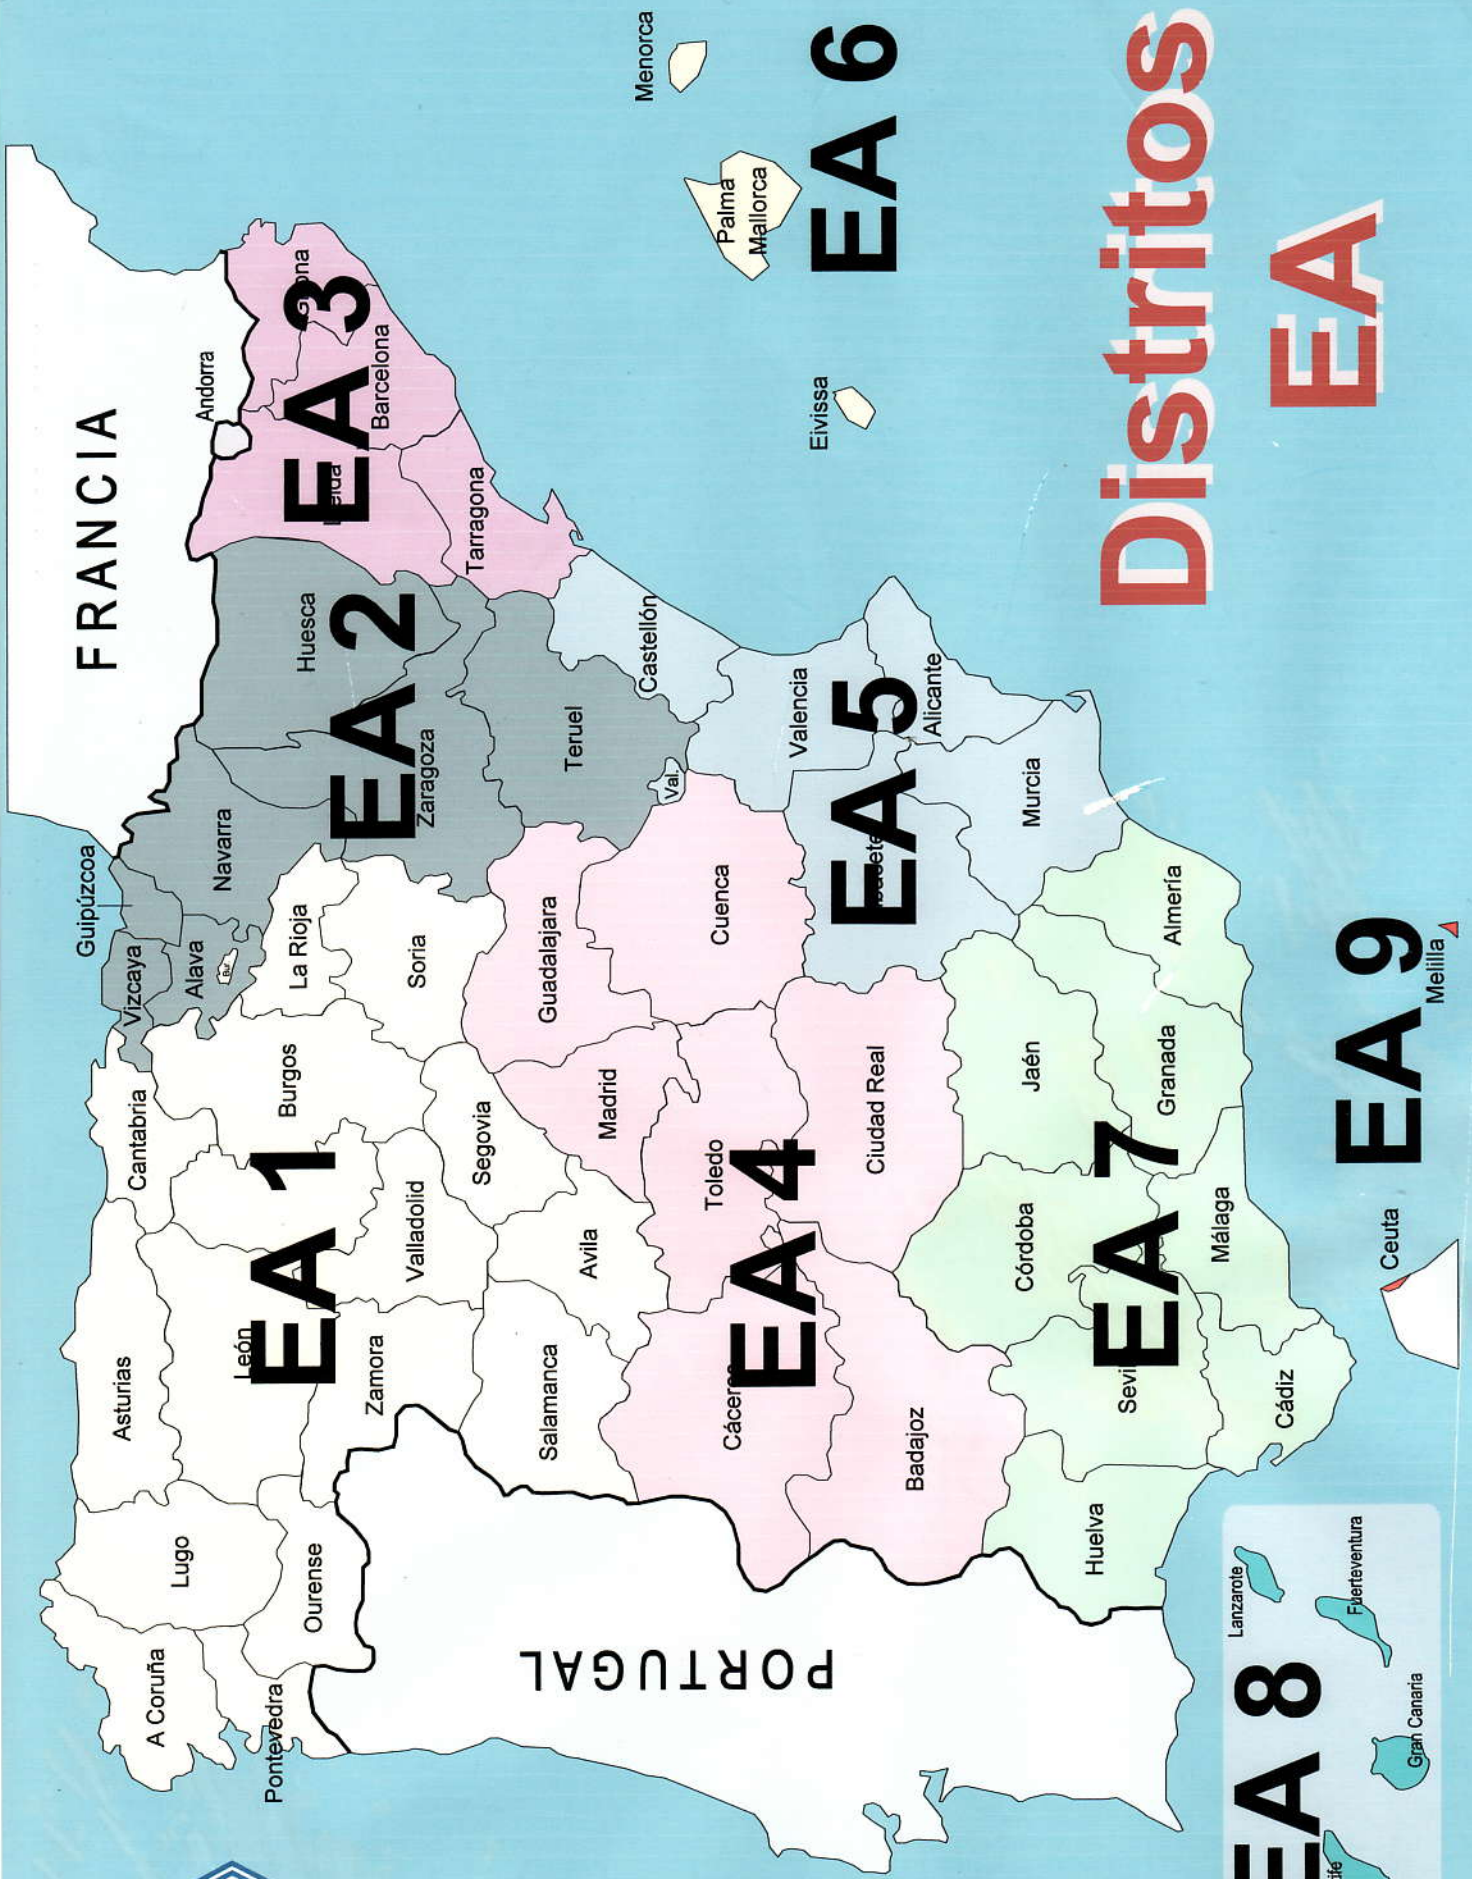 FRANCIA
Andorra
Guipúzcoa
Vizcaya
Alava
Navarra
Bur.
Huesca
EA 2
Zaragoza
Teruel
EA 3
Barcelona
Tarragona
A Coruña
Lugo
Pontevedra
Ourense
Asturias
Cantabria
León
EA 1
Burgos
La Rioja
Soria
Zamora
Valladolid
Segovia
Salamanca
Avila
PORTUGAL
Madrid
Guadalajara
Cuenca
Toledo
EA 4
Cáceres
Ciudad Real
Badajoz
Castellón
Val.
Valencia
EA 5
Alicante
Murcia
Menorca
Palma
Mallorca
EA 6
Eivissa
Huelva
Córdoba
Jaén
EA 7
Granada
Almería
Málaga
Cádiz
Distritos
EA
Lanzarote
Fuerteventura
EA 8
Gran Canaria
EA 9
Ceuta
Melilla